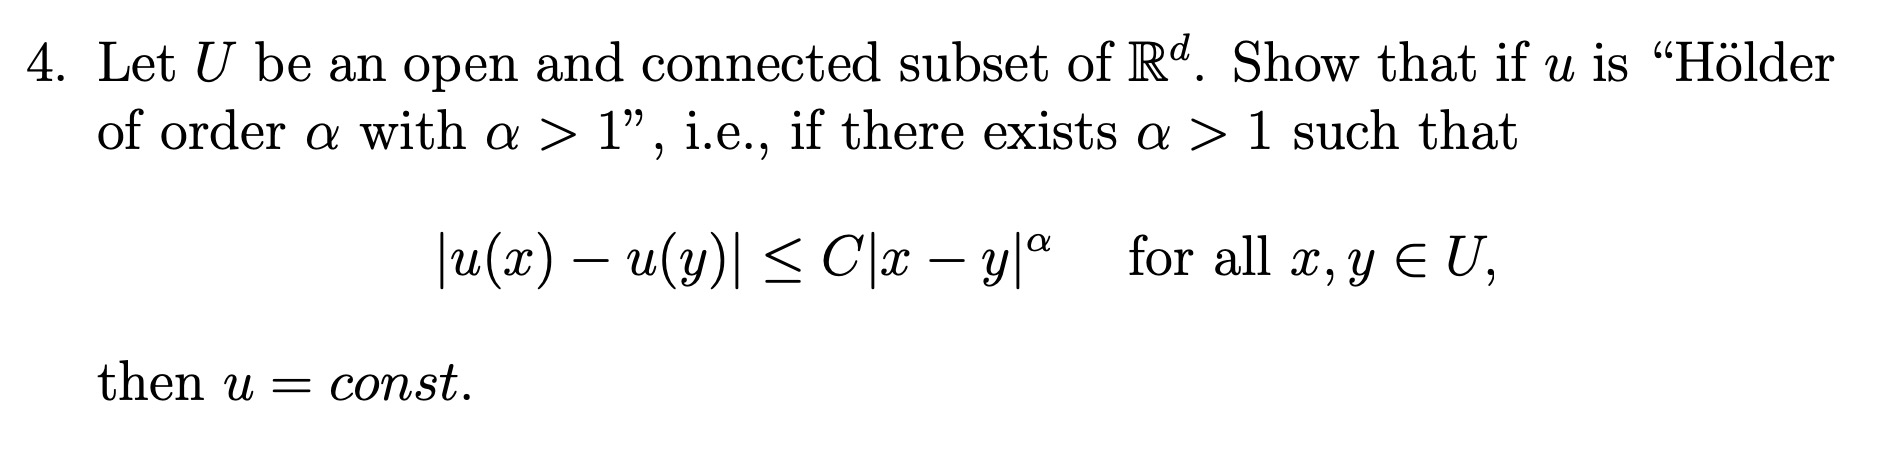 4. Let U be an open and connected subset of ℝᵈ. Show that if u is “Hölder
of order α with α > 1”, i.e., if there exists α > 1 such that
|u(x) − u(y)| ≤ C|x − y|^α for all x, y ∈ U,
then u = const.